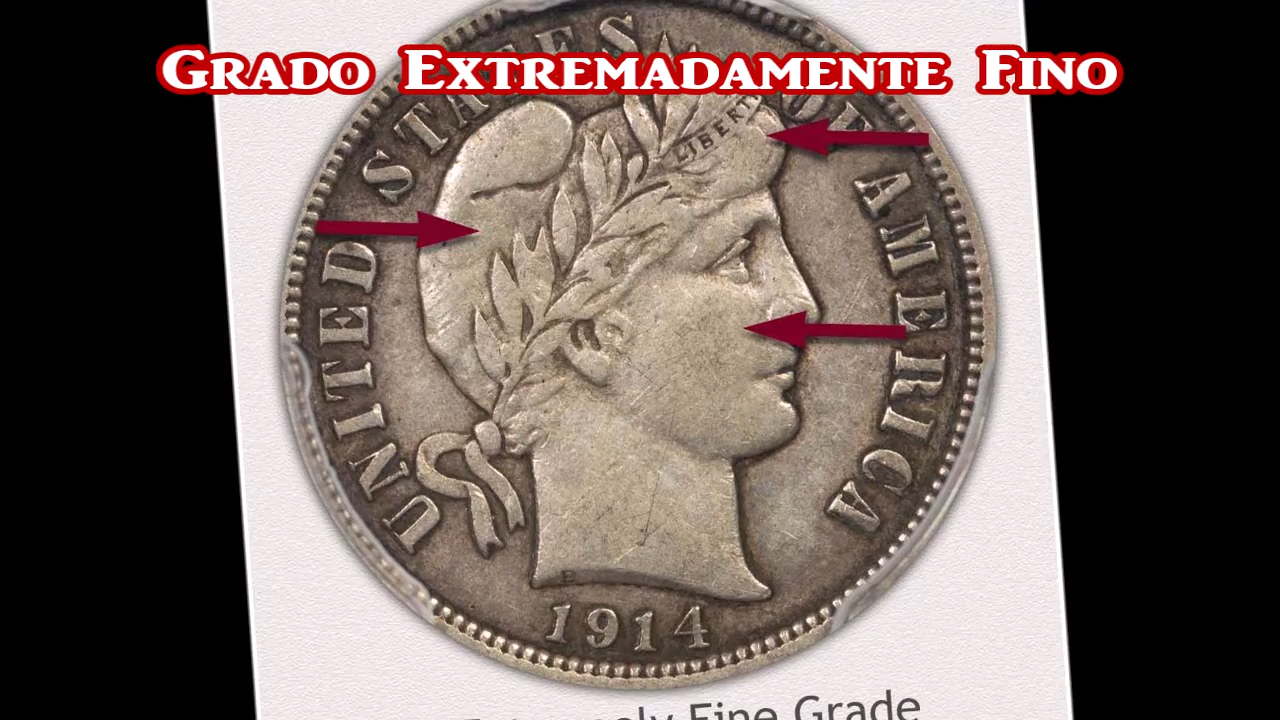 Grado Extremadamente Fino
UNITED STATES OF AMERICA
LIBERTY
1914
Fine Grade